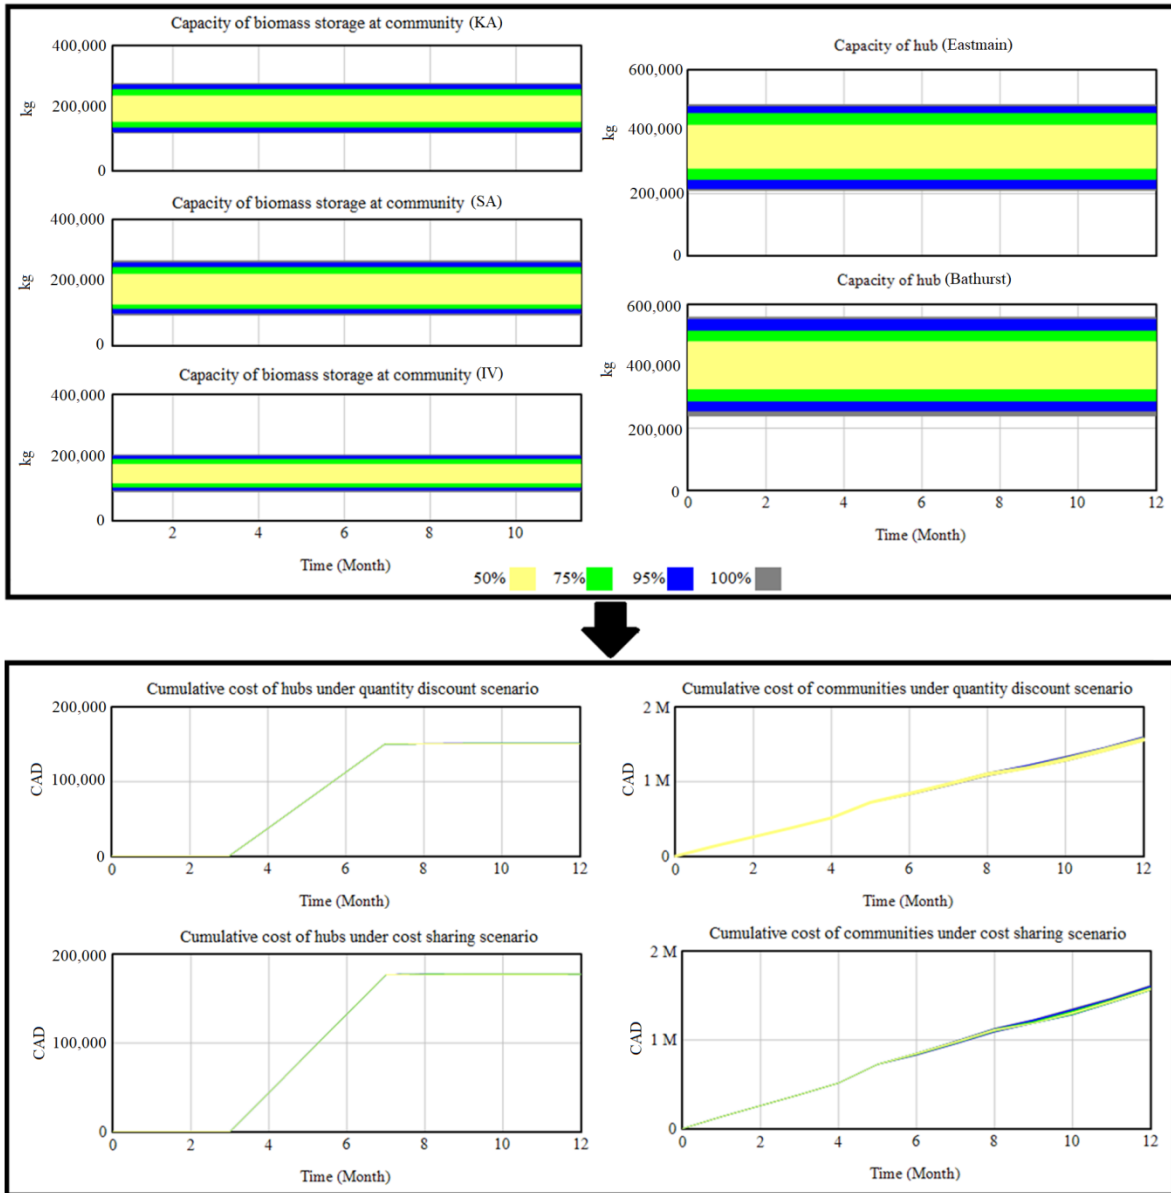 Capacity of biomass storage at community (KA)
400,000
200,000
0
kg
Capacity of biomass storage at community (SA)
400,000
200,000
0
kg
Capacity of biomass storage at community (IV)
400,000
200,000
0
kg
2 4 6 8 10
Time (Month)
Capacity of hub (Eastmain)
600,000
400,000
200,000
0
kg
Capacity of hub (Bathurst)
600,000
400,000
200,000
0
kg
0 2 4 6 8 10 12
Time (Month)
50% 75% 95% 100%
Cumulative cost of hubs under quantity discount scenario
200,000
100,000
0
CAD
0 2 4 6 8 10 12
Time (Month)
Cumulative cost of communities under quantity discount scenario
2 M
1 M
0
CAD
0 2 4 6 8 10 12
Time (Month)
Cumulative cost of hubs under cost sharing scenario
200,000
100,000
0
CAD
0 2 4 6 8 10 12
Time (Month)
Cumulative cost of communities under cost sharing scenario
2 M
1 M
0
CAD
0 2 4 6 8 10 12
Time (Month)